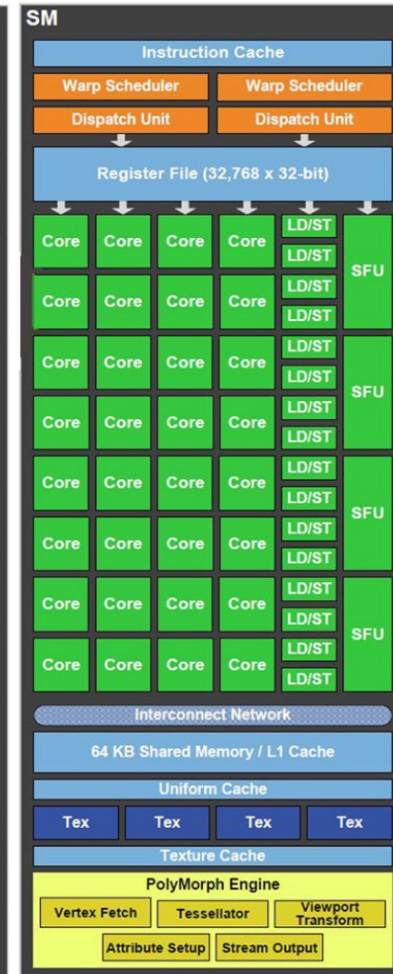 SM
Instruction Cache
Warp Scheduler Warp Scheduler
Dispatch Unit Dispatch Unit
Register File (32,768 x 32-bit)
Core Core Core Core LD/ST LD/ST SFU
Core Core Core Core LD/ST LD/ST
Core Core Core Core LD/ST LD/ST SFU
Core Core Core Core LD/ST LD/ST
Core Core Core Core LD/ST LD/ST SFU
Core Core Core Core LD/ST LD/ST
Core Core Core Core LD/ST LD/ST SFU
Core Core Core Core LD/ST LD/ST
Interconnect Network
64 KB Shared Memory / L1 Cache
Uniform Cache
Tex Tex Tex Tex
Texture Cache
PolyMorph Engine
Vertex Fetch Tessellator Viewport Transform
Attribute Setup Stream Output